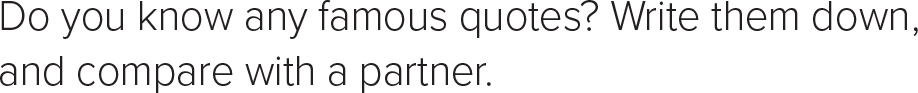 Do you know any famous quotes? Write them down,
and compare with a partner.